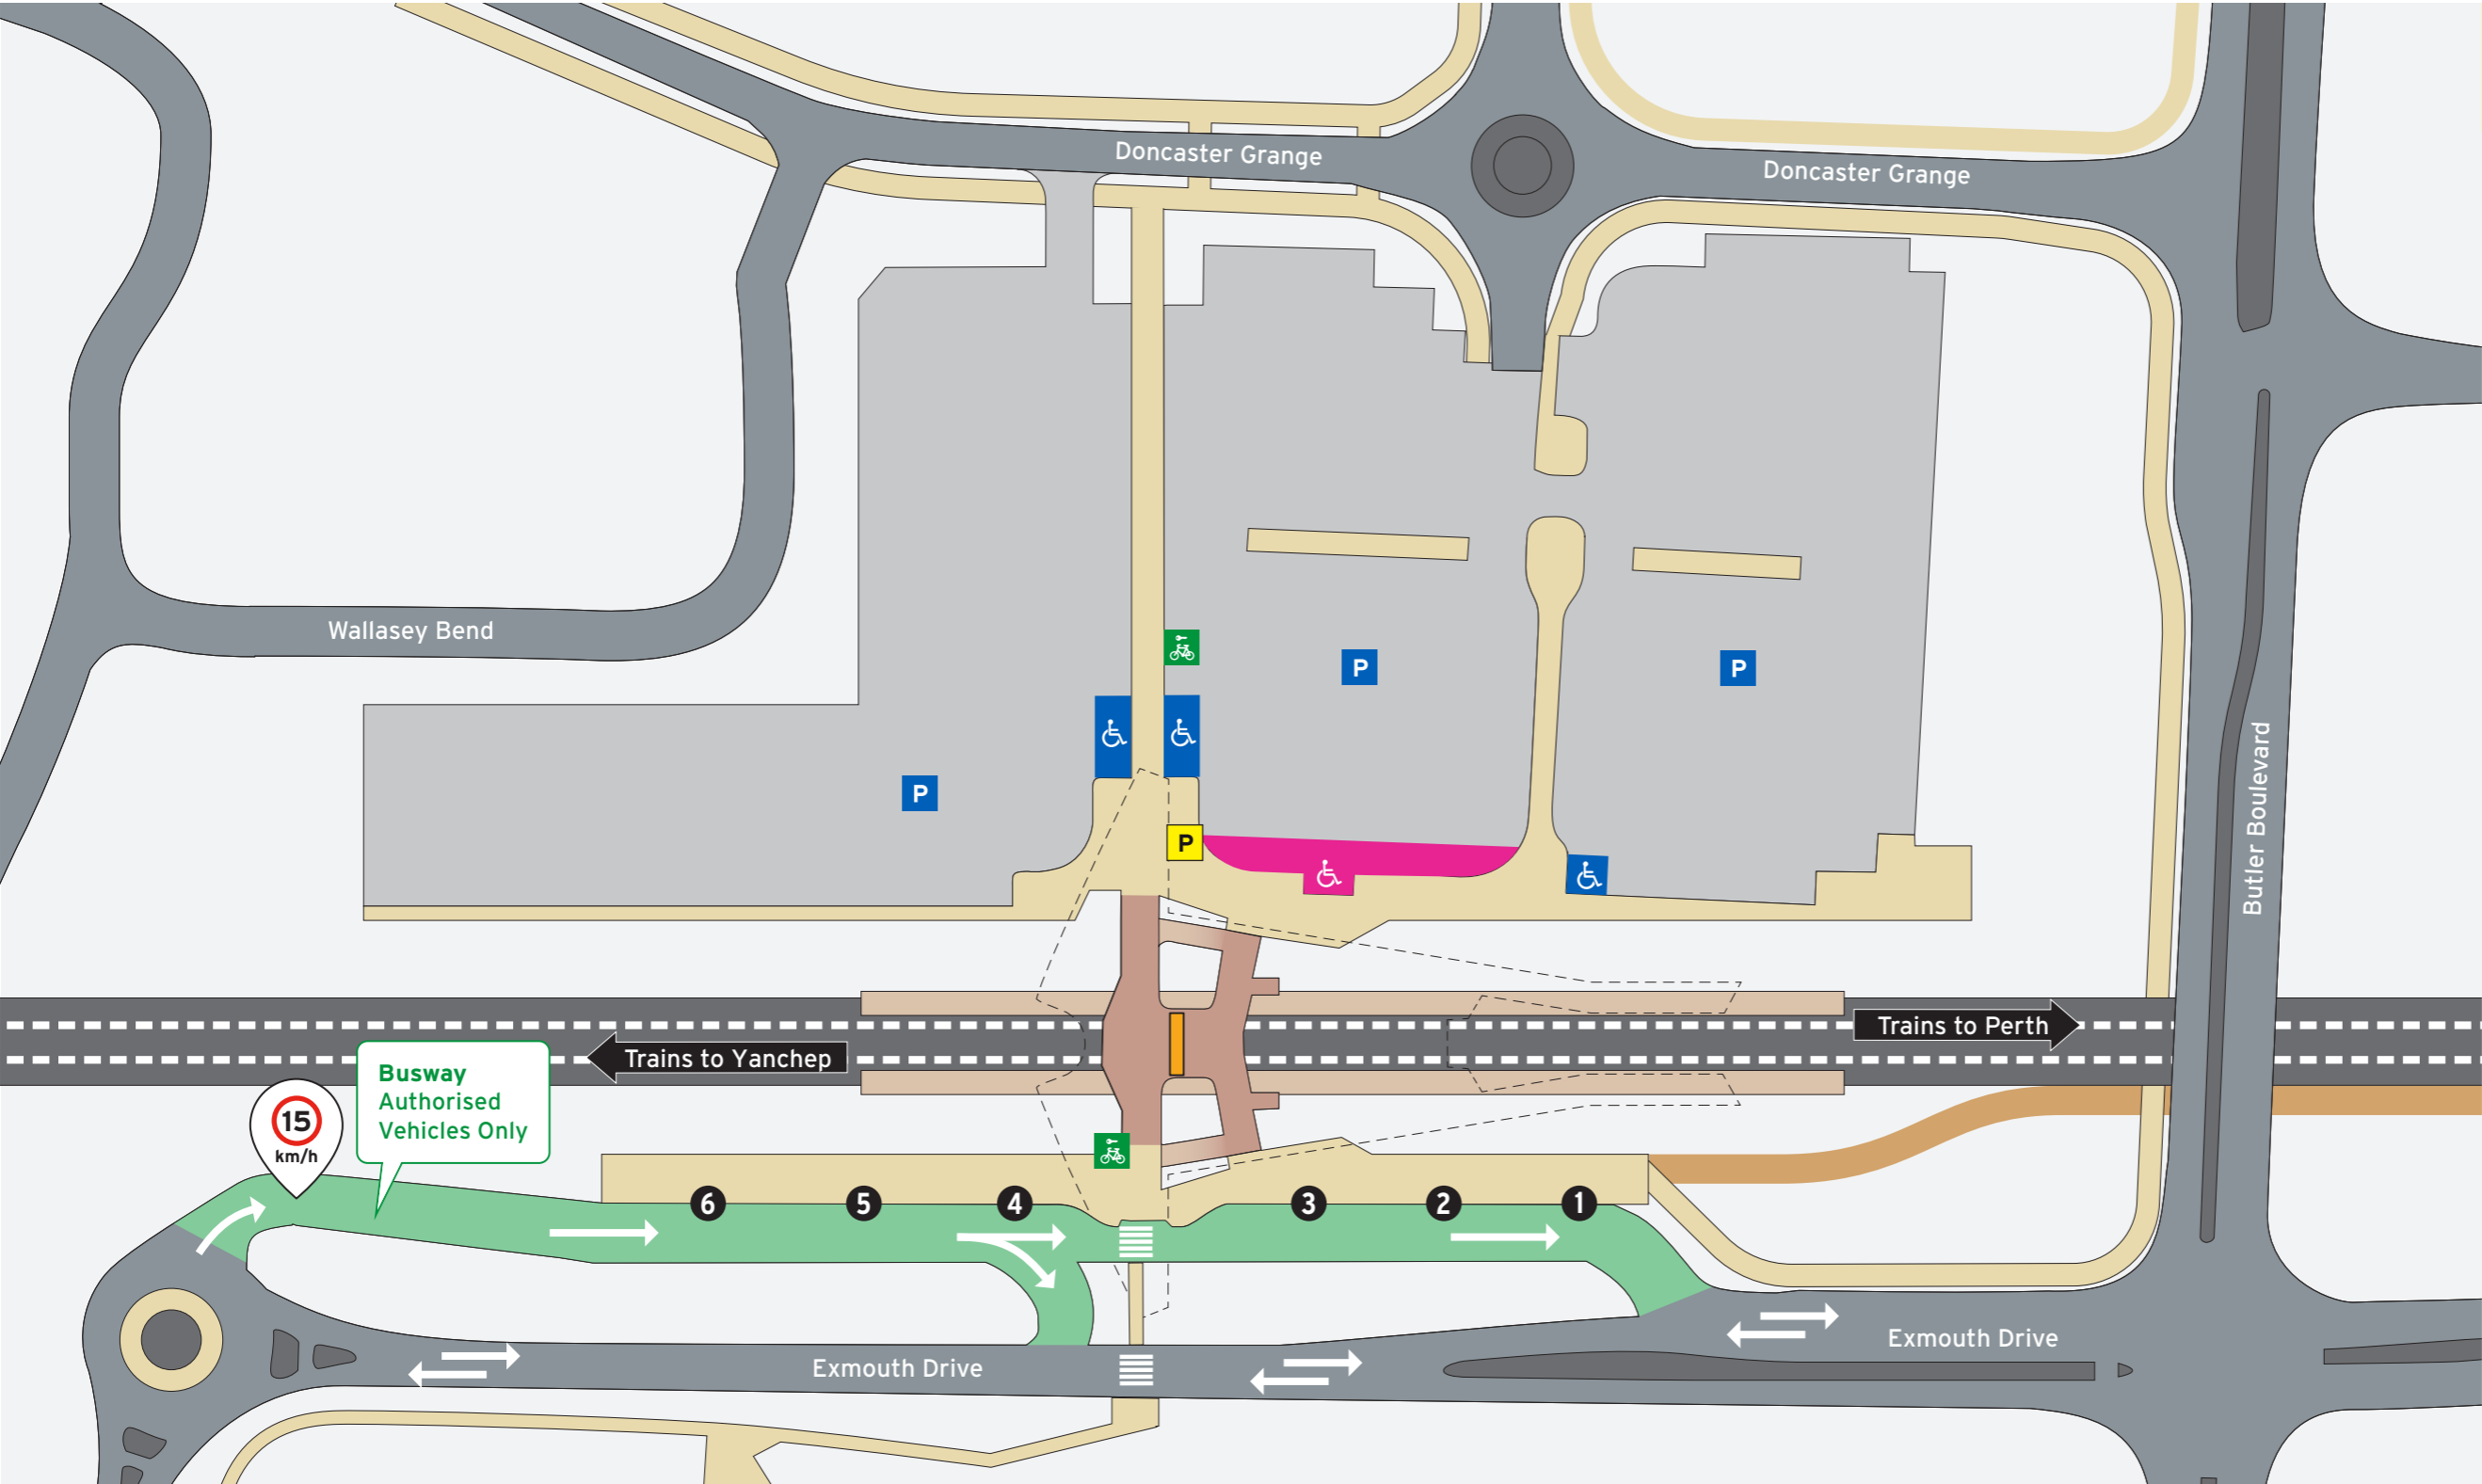 Doncaster Grange
Doncaster Grange
Wallasey Bend
P
P
P
P
Butler Boulevard
Trains to Perth
Trains to Yanchep
Busway
Authorised
Vehicles Only
15
km/h
6
5
4
3
2
1
Exmouth Drive
Exmouth Drive